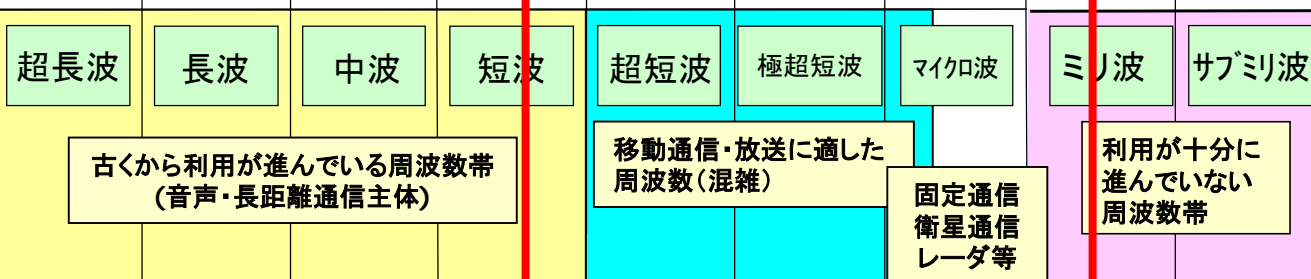 超長波
長波
中波
短波
超短波
極超短波
マイクロ波
ミリ波
サブミリ波
古くから利用が進んでいる周波数帯
(音声・長距離通信主体)
移動通信・放送に適した
周波数(混雑)
固定通信
衛星通信
レーダ等
利用が十分に
進んでいない
周波数帯